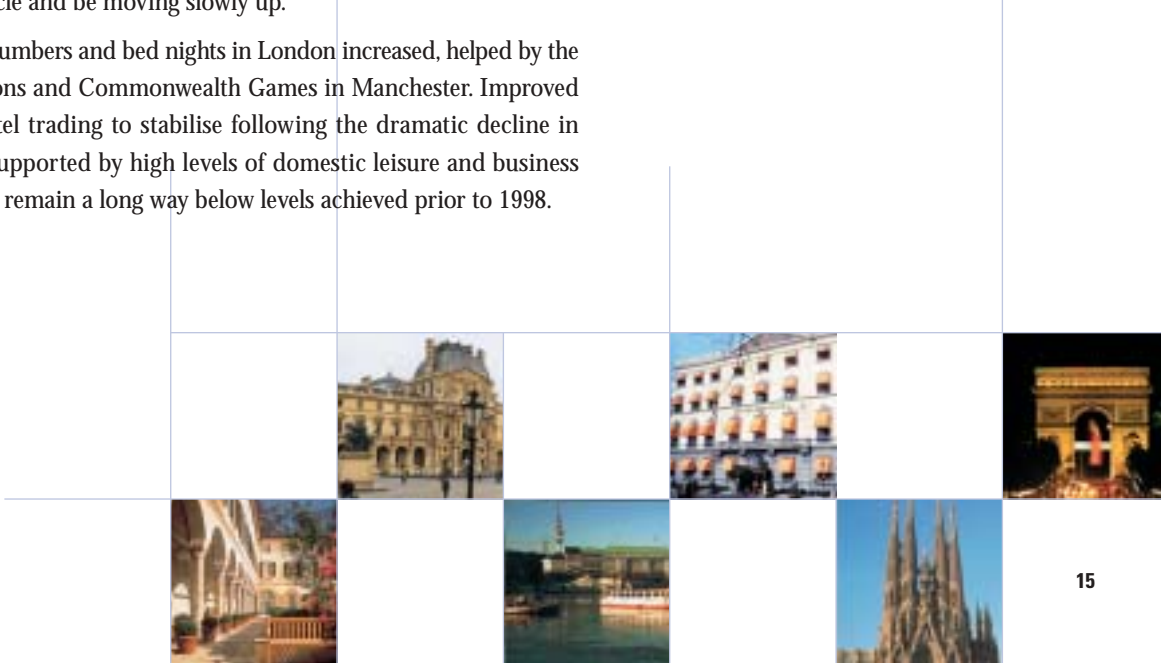 cle and be moving slowly up.
umbers and bed nights in London increased, helped by the
ons and Commonwealth Games in Manchester. Improved
tel trading to stabilise following the dramatic decline in
upported by high levels of domestic leisure and business
remain a long way below levels achieved prior to 1998.
15